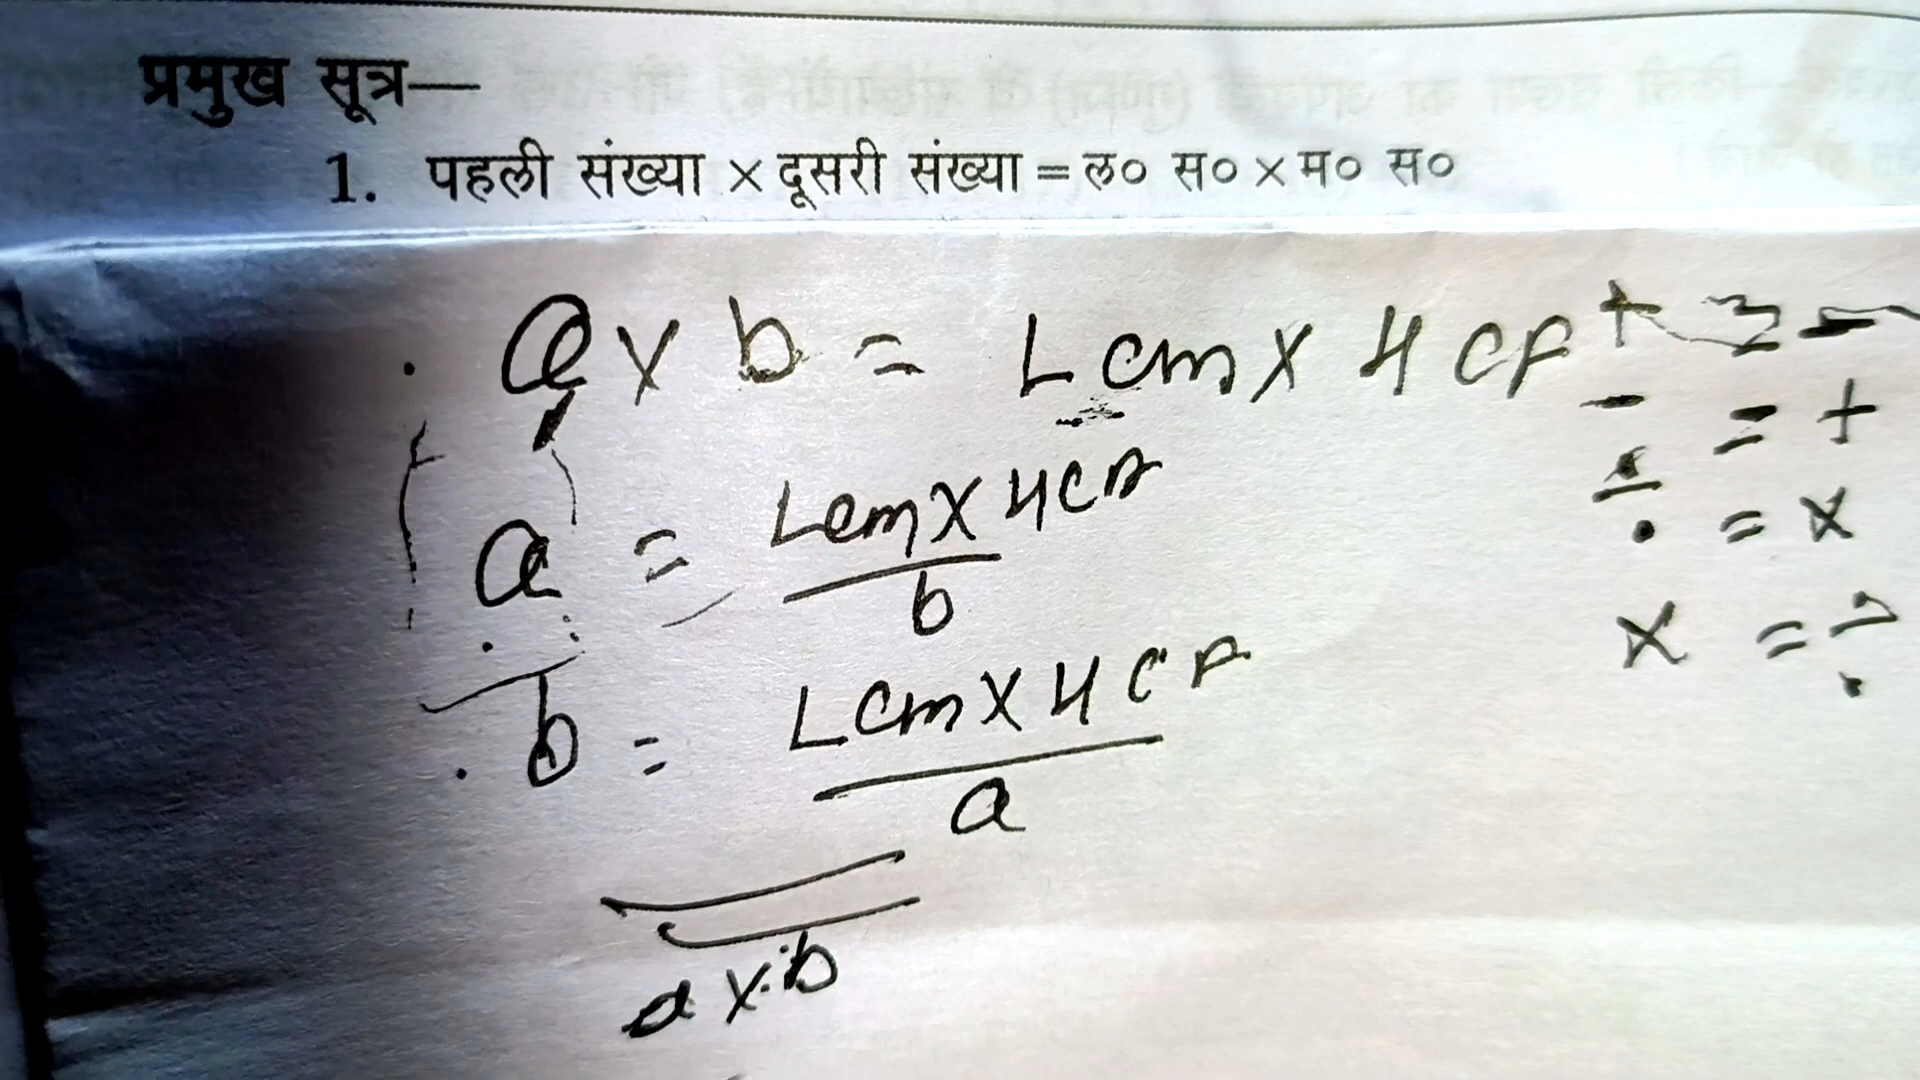 प्रमुख सूत्र—
1. पहली संख्या × दूसरी संख्या = ल० स० × म० स०
a × b = Lcm × HCF
a = Lcm × HCF / b
b = Lcm × HCF / a
a × b
+ = -
- = +
÷ = ×
× = ÷